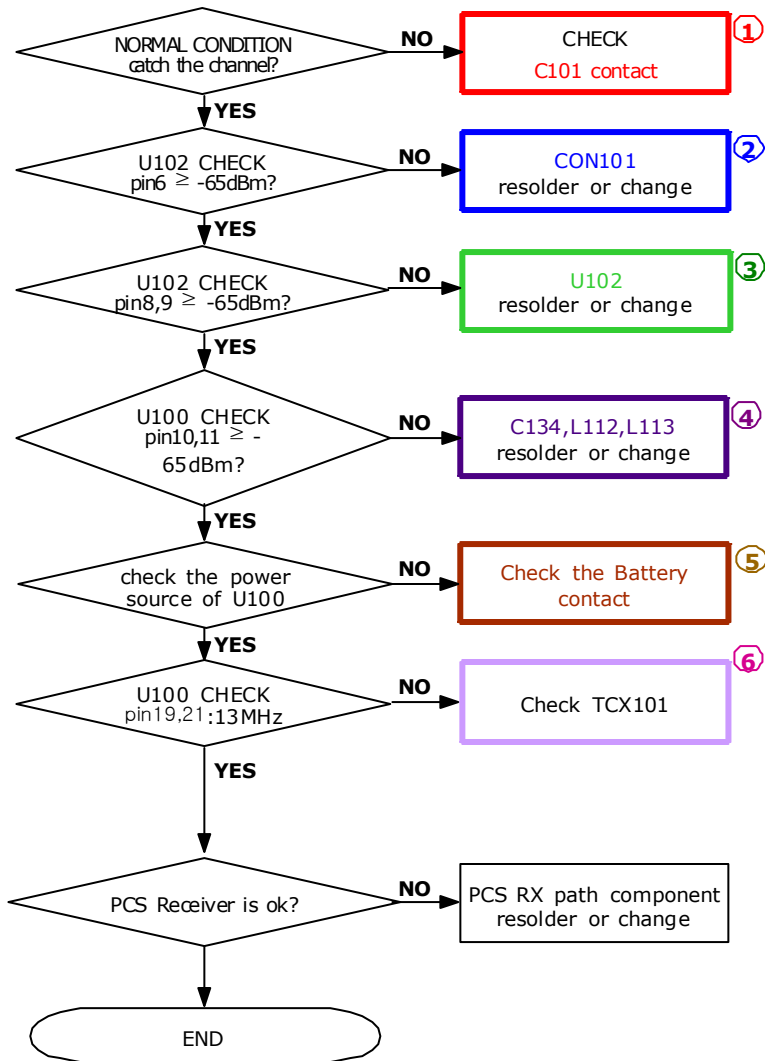 NORMAL CONDITION
catch the channel?
NO
CHECK
C101 contact
1
YES
U102 CHECK
pin6 ≥ -65dBm?
NO
CON101
resolder or change
2
YES
U102 CHECK
pin8,9 ≥ -65dBm?
NO
U102
resolder or change
3
YES
U100 CHECK
pin10,11 ≥ -
65dBm?
NO
C134,L112,L113
resolder or change
4
YES
check the power
source of U100
NO
Check the Battery
contact
5
YES
U100 CHECK
pin19,21:13MHz
NO
Check TCX101
6
YES
PCS Receiver is ok?
NO
PCS RX path component
resolder or change
END